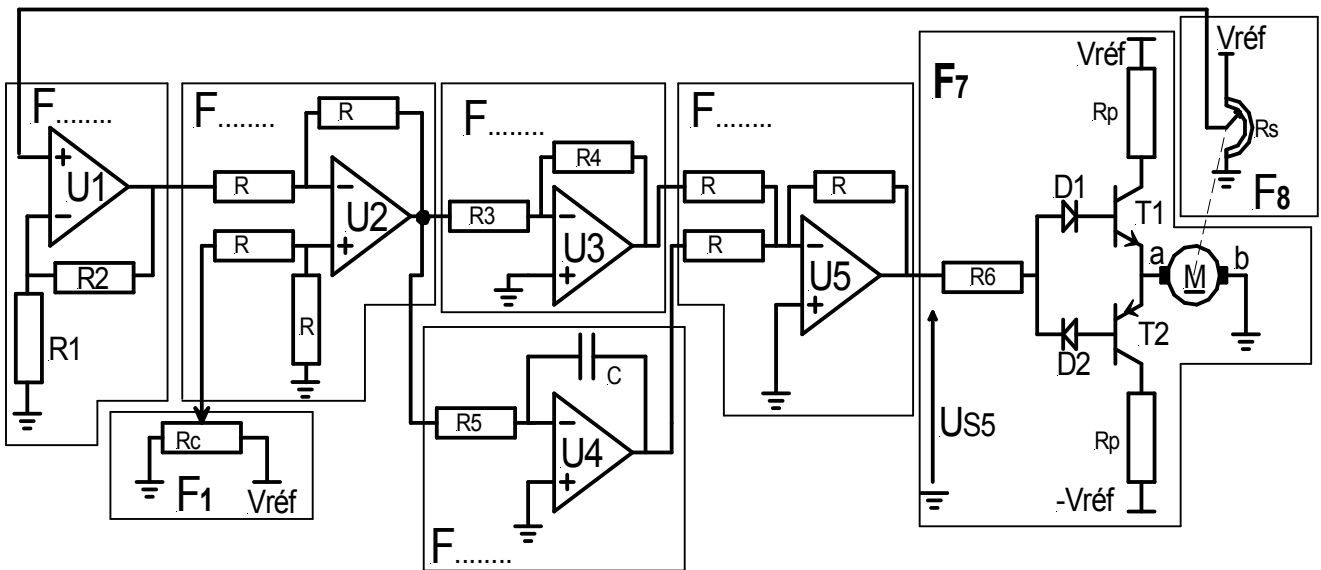 F........
+
U1
−
R2
R1
F........
R
R
−
U2
R
+
R
F1
Rc
Vréf
F........
R4
R3
−
U3
+
F........
C
R5
−
U4
+
F........
R
R
R
−
U5
+
F7
Vréf
Rp
D1
T1
R6
a
M
b
D2
T2
US5
Rp
-Vréf
Vréf
Rs
F8